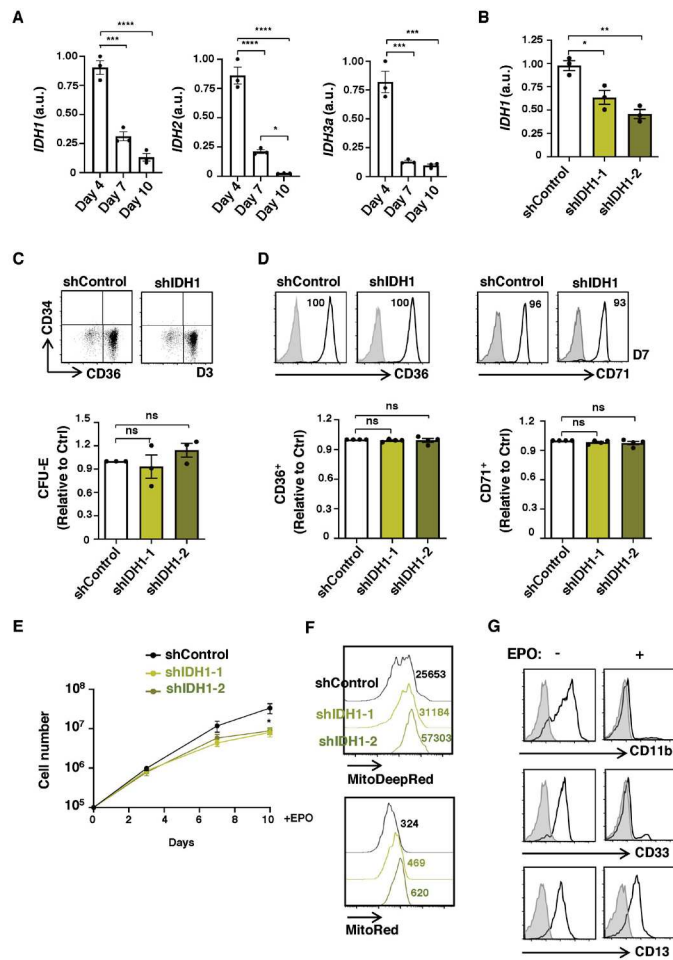 A
****
***
1.00
0.75
0.50
0.25
0
IDH1 (a.u.)
Day 4
Day 7
Day 10
****
****
*
1.00
0.75
0.50
0.25
0
IDH2 (a.u.)
Day 4
Day 7
Day 10
***
***
1.00
0.75
0.50
0.25
0
IDH3a (a.u.)
Day 4
Day 7
Day 10
B
**
*
1.25
1.00
0.75
0.50
0.25
0
IDH1 (a.u.)
shControl
shIDH1-1
shIDH1-2
C
shControl
shIDH1
CD34
CD36
D3
ns
ns
1.5
1.2
0.9
0.6
0.3
0
CFU-E
(Relative to Ctrl)
shControl
shIDH1-1
shIDH1-2
D
shControl
shIDH1
100
100
CD36
shControl
shIDH1
96
93
D7
CD71
ns
ns
1.2
0.9
0.6
0.3
0
CD36+
(Relative to Ctrl)
shControl
shIDH1-1
shIDH1-2
ns
ns
1.2
0.9
0.6
0.3
0
CD71+
(Relative to Ctrl)
shControl
shIDH1-1
shIDH1-2
E
shControl
shIDH1-1
shIDH1-2
10⁸
10⁷
10⁶
10⁵
Cell number
*
0
2
4
6
8
10
+EPO
Days
F
shControl
25653
shIDH1-1
31184
shIDH1-2
57303
MitoDeepRed
324
469
620
MitoRed
G
EPO: - +
CD11b
CD33
CD13